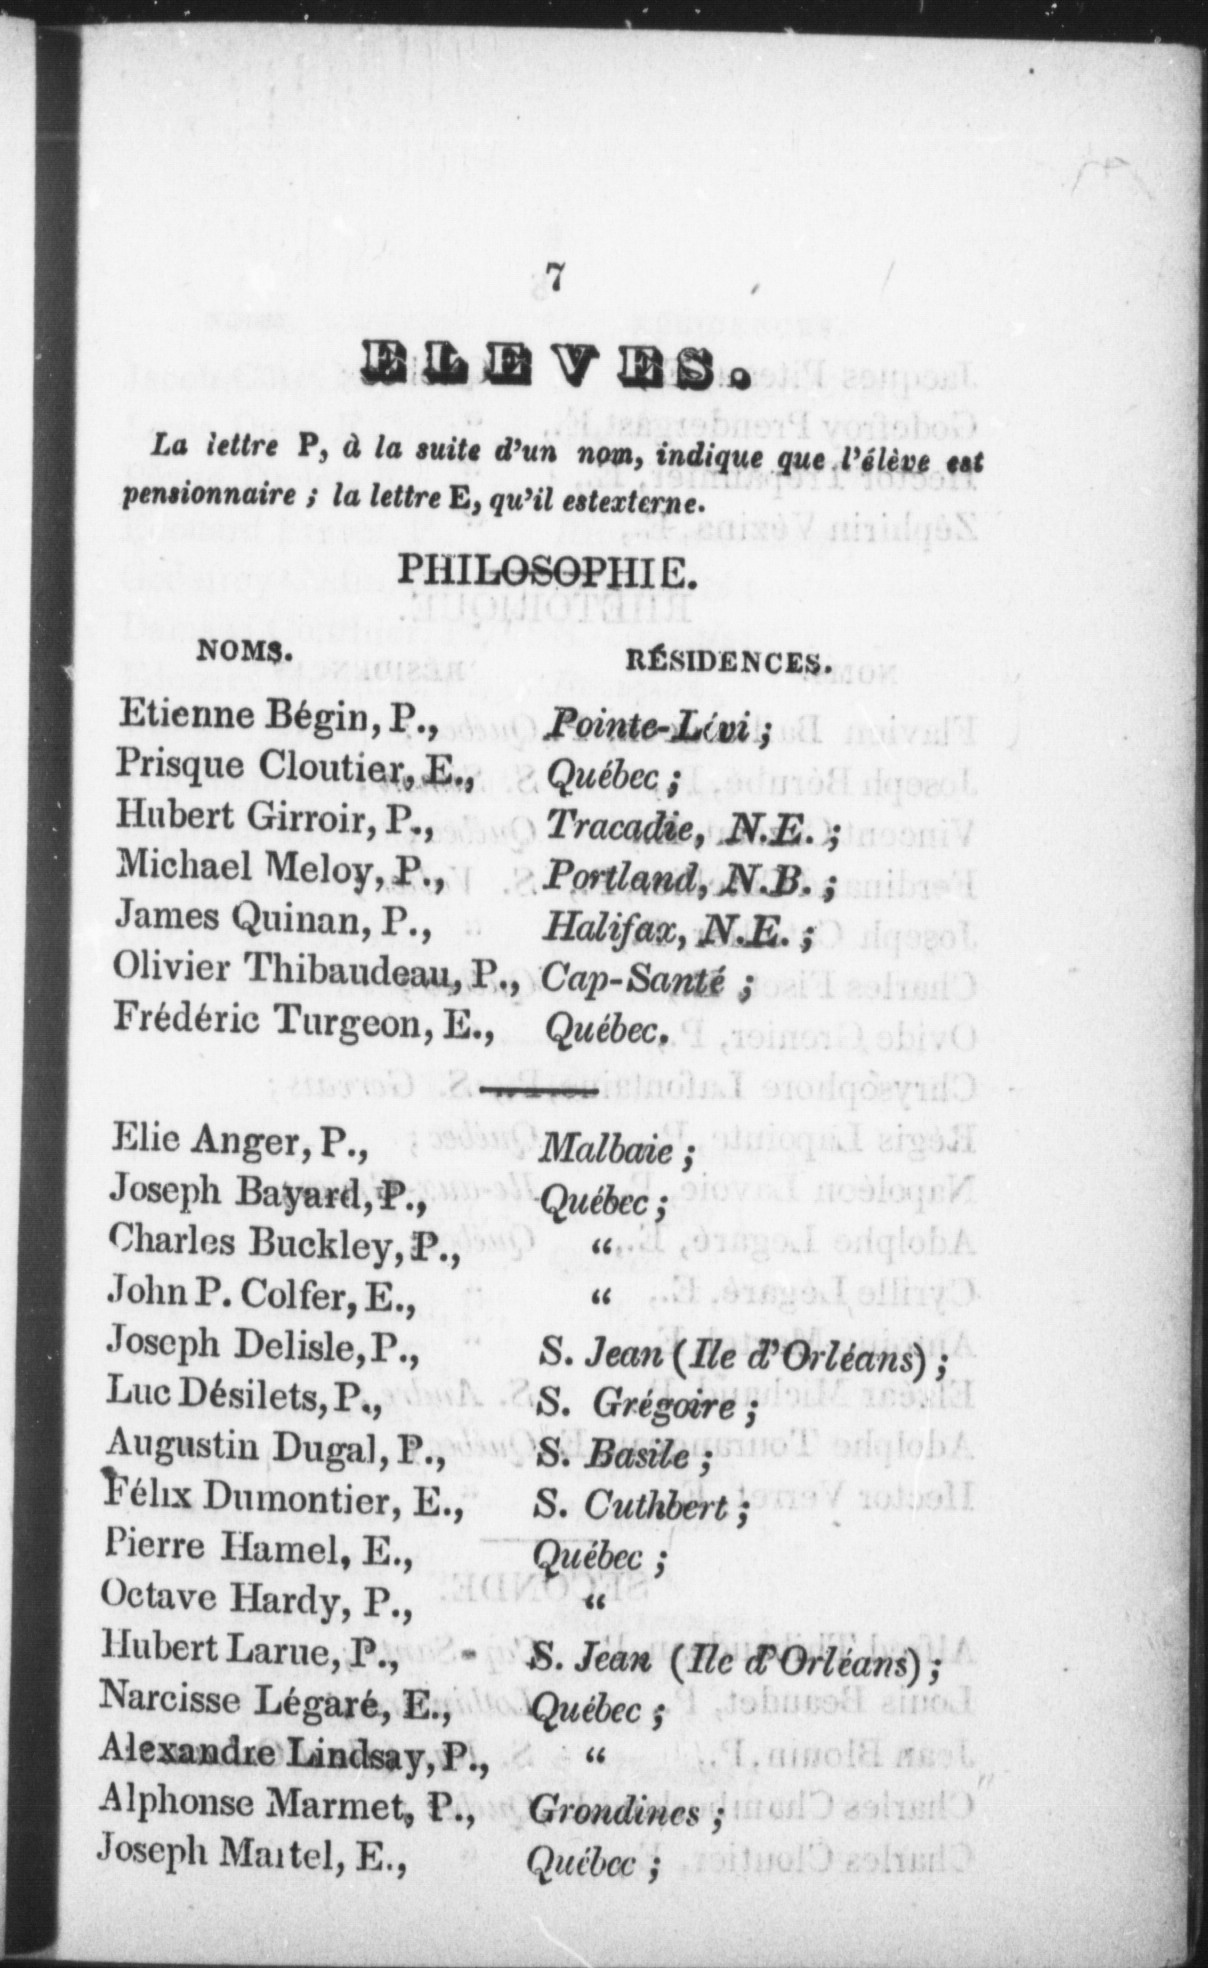 7
ELEVES.
La lettre P, à la suite d'un nom, indique que l'élève est
pensionnaire ; la lettre E, qu'il estexterne.
PHILOSOPHIE.
NOMS. RÉSIDENCES.
Etienne Bégin, P., Pointe-Lévi ;
Prisque Cloutier, E., Québec ;
Hubert Girroir, P., Tracadie, N.E. ;
Michael Meloy, P., Portland, N.B. ;
James Quinan, P., Halifax, N.E. ;
Olivier Thibaudeau, P., Cap-Santé ;
Frédéric Turgeon, E., Québec.
Elie Anger, P., Malbaie ;
Joseph Bayard, P., Québec ;
Charles Buckley, P., “
John P. Colfer, E., “
Joseph Delisle, P., S. Jean (Ile d'Orléans) ;
Luc Désilets, P., S. Grégoire ;
Augustin Dugal, P., S. Basile ;
Félix Dumontier, E., S. Cuthbert ;
Pierre Hamel, E., Québec ;
Octave Hardy, P., “
Hubert Larue, P., - S. Jean (Ile d'Orléans) ;
Narcisse Légaré, E., Québec ;
Alexandre Lindsay, P., “
Alphonse Marmet, P., Grondines ;
Joseph Martel, E., Québec ;